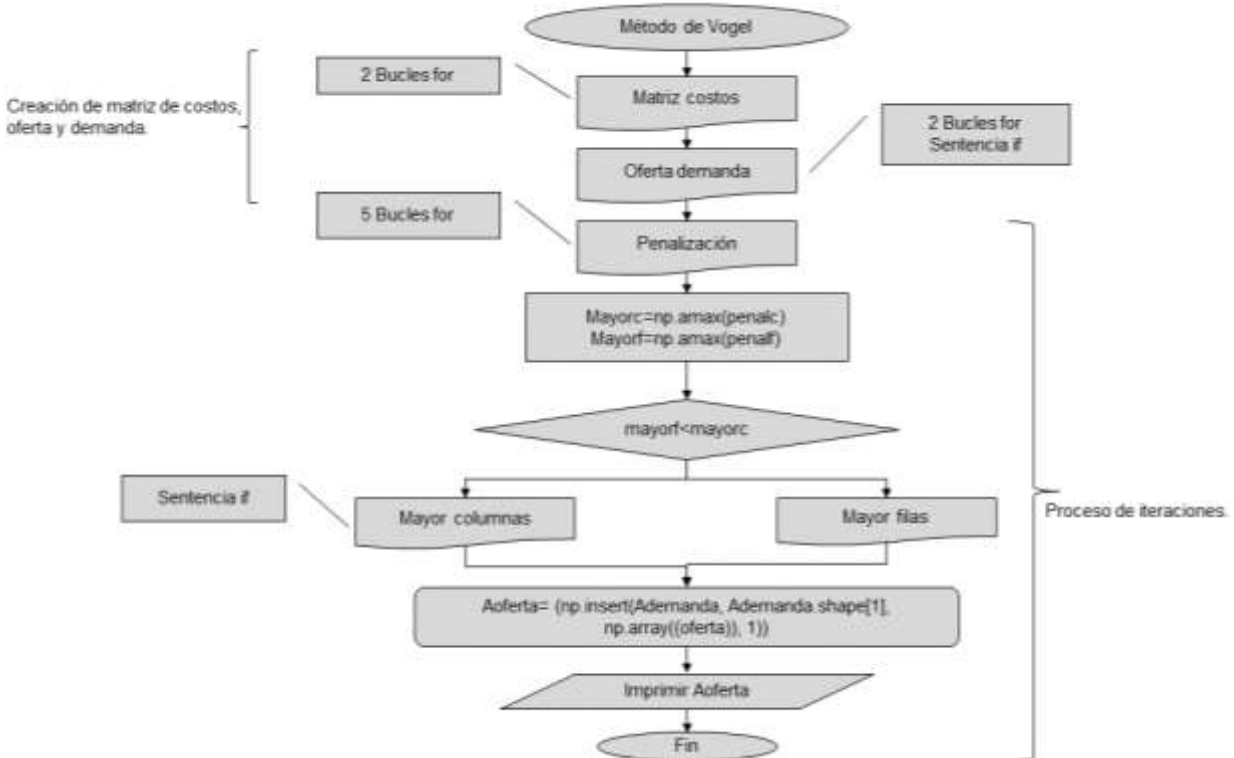 Método de Vogel
2 Bucles for
Matriz costos
Creación de matriz de costos,
oferta y demanda.
2 Bucles for
Sentencia if
Oferta demanda
5 Bucles for
Penalización
Mayorc=np.amax(penalc)
Mayorf=np.amax(penalf)
mayorf<mayorc
Sentencia if
Mayor columnas
Mayor filas
Proceso de iteraciones.
Aoferta= (np.insert(Ademanda, Ademanda.shape[1],
np.array((oferta)), 1))
Imprimir Aoferta
Fin